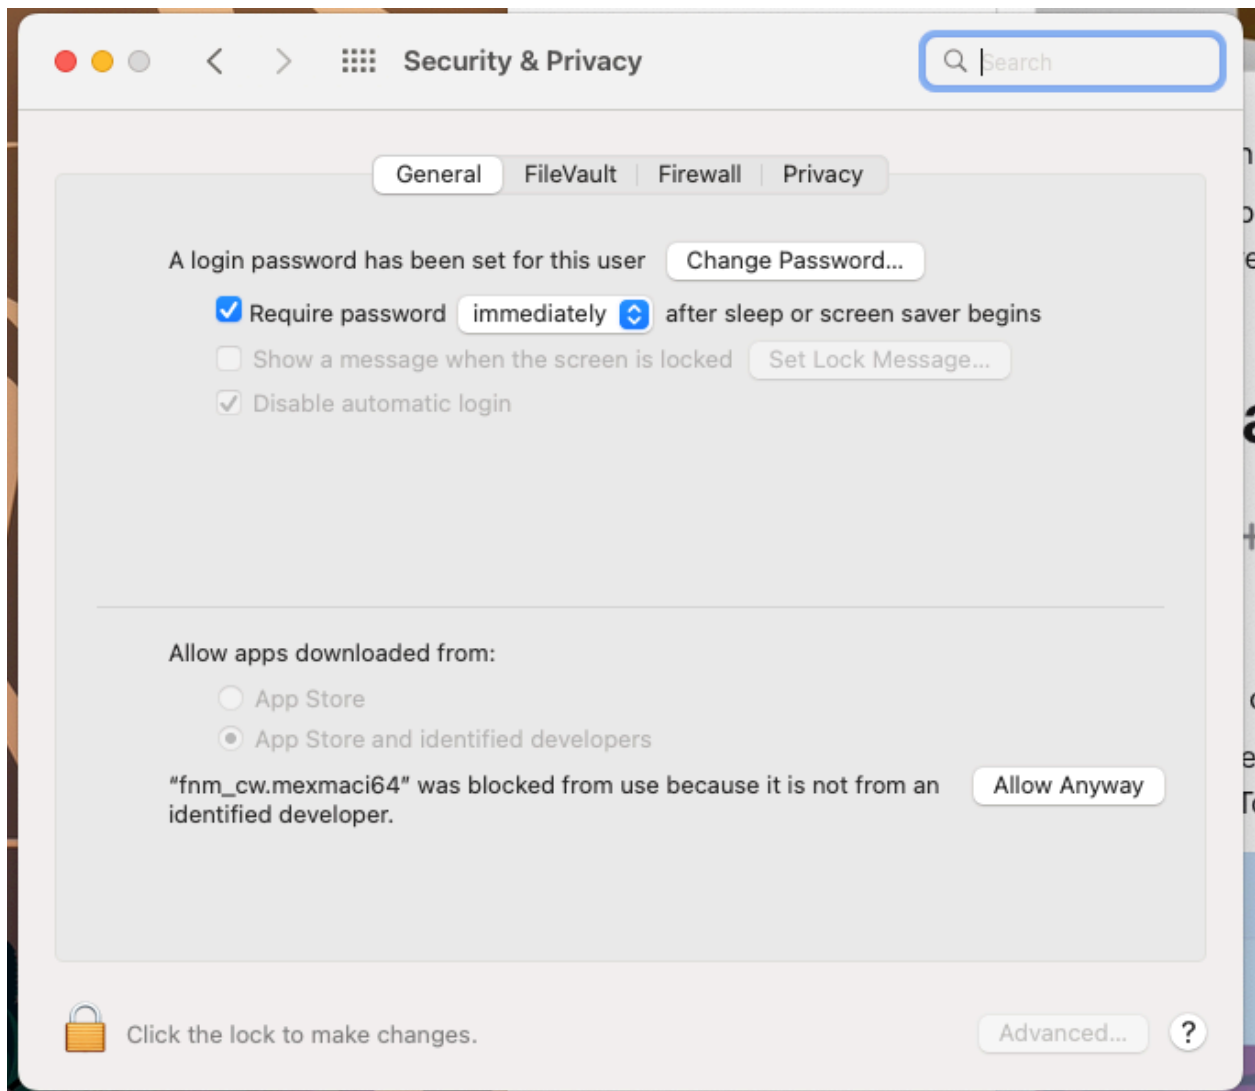 Security & Privacy
Search
General FileVault Firewall Privacy
A login password has been set for this user Change Password...
Require password immediately after sleep or screen saver begins
Show a message when the screen is locked Set Lock Message...
Disable automatic login
Allow apps downloaded from:
App Store
App Store and identified developers
“fnm_cw.mexmaci64” was blocked from use because it is not from an Allow Anyway
identified developer.
Click the lock to make changes. Advanced... ?